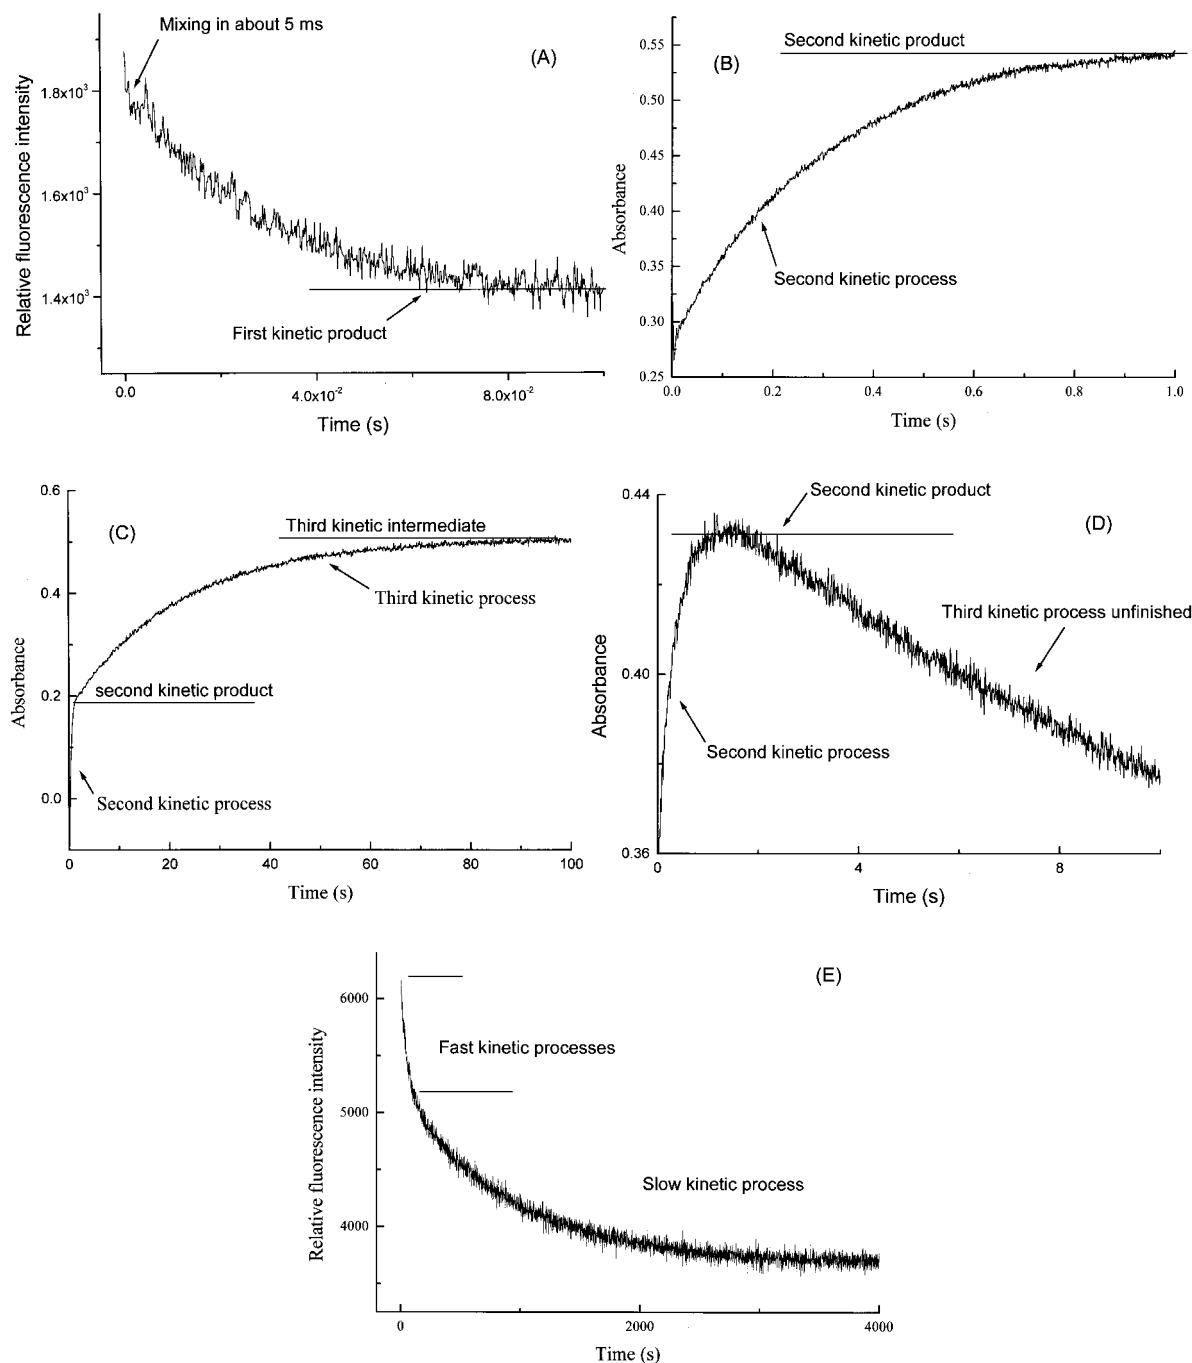 Mixing in about 5 ms
(A)
Relative fluorescence intensity
1.8x10³
1.6x10³
1.4x10³
First kinetic product
0.0
4.0x10⁻²
8.0x10⁻²
Time (s)
Second kinetic product
(B)
Absorbance
0.55
0.50
0.45
0.40
0.35
0.30
0.25
Second kinetic process
0.0
0.2
0.4
0.6
0.8
1.0
Time (s)
(C)
Absorbance
0.6
0.4
0.2
0.0
Third kinetic intermediate
Third kinetic process
second kinetic product
Second kinetic process
0
20
40
60
80
100
Time (s)
Second kinetic product
(D)
Absorbance
0.44
0.40
0.36
Third kinetic process unfinished
Second kinetic process
0
4
8
Time (s)
(E)
Relative fluorescence intensity
6000
5000
4000
Fast kinetic processes
Slow kinetic process
0
2000
4000
Time (s)